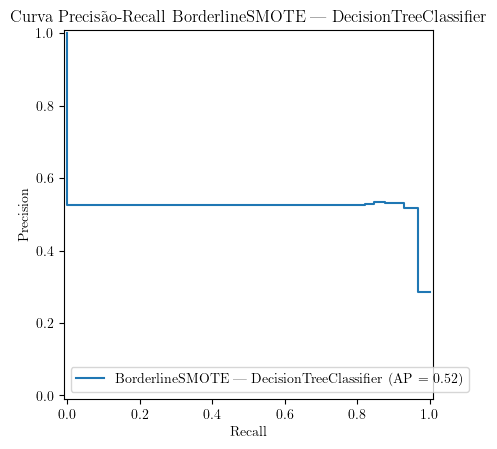 Curva Precisão-Recall BorderlineSMOTE — DecisionTreeClassifier
1.0
0.8
0.6
0.4
0.2
0.0
Precision
BorderlineSMOTE — DecisionTreeClassifier (AP = 0.52)
0.0 0.2 0.4 0.6 0.8 1.0
Recall